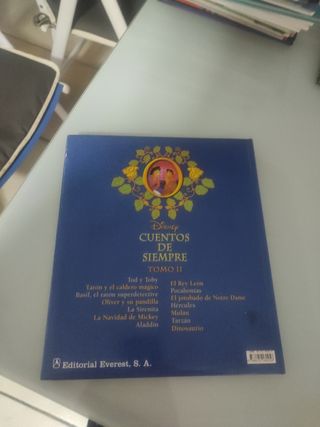 Disney
CUENTOS
DE
SIEMPRE
TOMO II
Tod y Toby
Tarón y el caldero mágico
Basil, el ratón superdetective
Oliver y su pandilla
La Sirenita
La Navidad de Mickey
Aladdin
El Rey León
Pocahontas
El jorobado de Notre Dame
Hércules
Mulan
Tarzán
Dinosaurio
Editorial Everest, S. A.